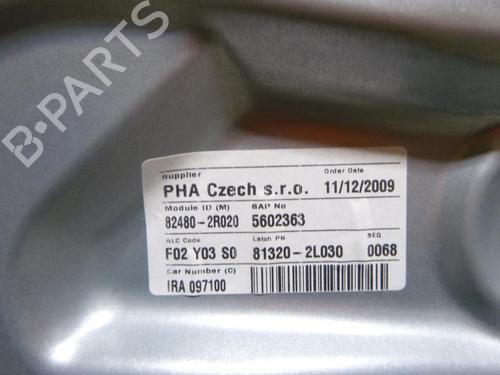 B-PARTS
Supplier Order Date
PHA Czech s.r.o. 11/12/2009
Module ID (M) SAP No
82480-2R020 5602363
ALC Code Latch PN SEQ
F02 Y03 S0 81320-2L030 0068
Car Number (C)
IRA 097100